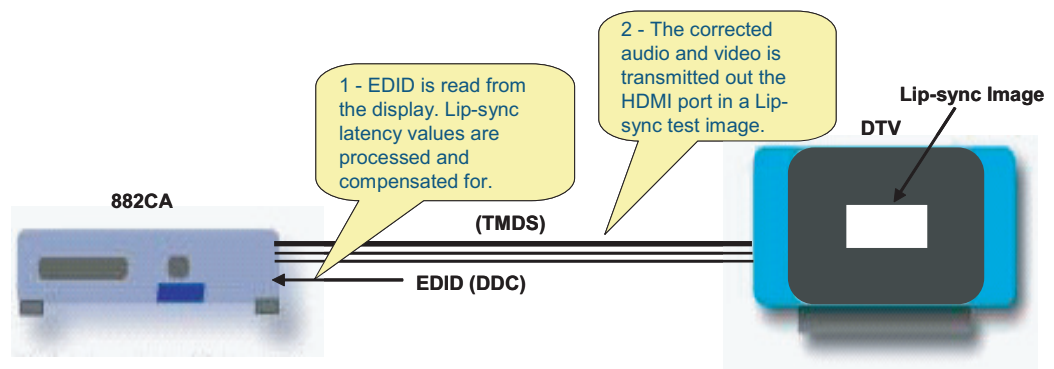 2 - The corrected
audio and video is
transmitted out the
HDMI port in a Lip-
sync test image.
1 - EDID is read from
the display. Lip-sync
latency values are
processed and
compensated for.
Lip-sync Image
DTV
882CA
(TMDS)
EDID (DDC)